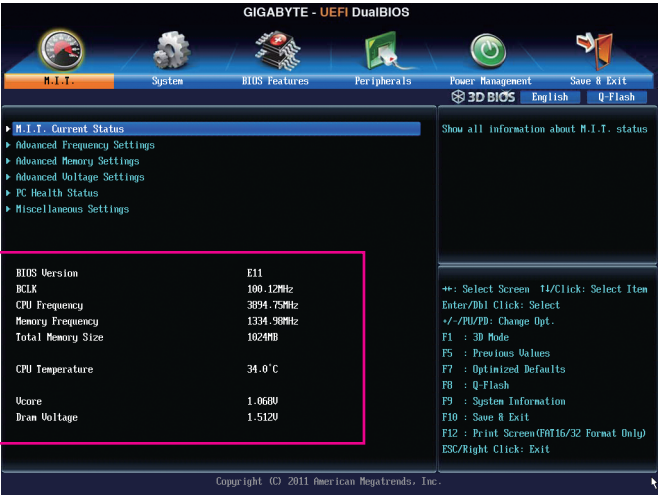 GIGABYTE - UEFI DualBIOS
M.I.T. System BIOS Features Peripherals Power Management Save & Exit
3D BIOS English Q-Flash
M.I.T. Current Status
Advanced Frequency Settings
Advanced Memory Settings
Advanced Voltage Settings
PC Health Status
Miscellaneous Settings
BIOS Version E11
BCLK 100.12MHz
CPU Frequency 3894.75MHz
Memory Frequency 1334.98MHz
Total Memory Size 1024MB
CPU Temperature 34.0°C
Vcore 1.068V
Dram Voltage 1.512V
Show all information about M.I.T. status
↔: Select Screen ↑↓/Click: Select Item
Enter/Dbl Click: Select
+/-/PU/PD: Change Opt.
F1 : 3D Mode
F5 : Previous Values
F7 : Optimized Defaults
F8 : Q-Flash
F9 : System Information
F10 : Save & Exit
F12 : Print Screen(FAT16/32 Format Only)
ESC/Right Click: Exit
Copyright (C) 2011 American Megatrends, Inc.